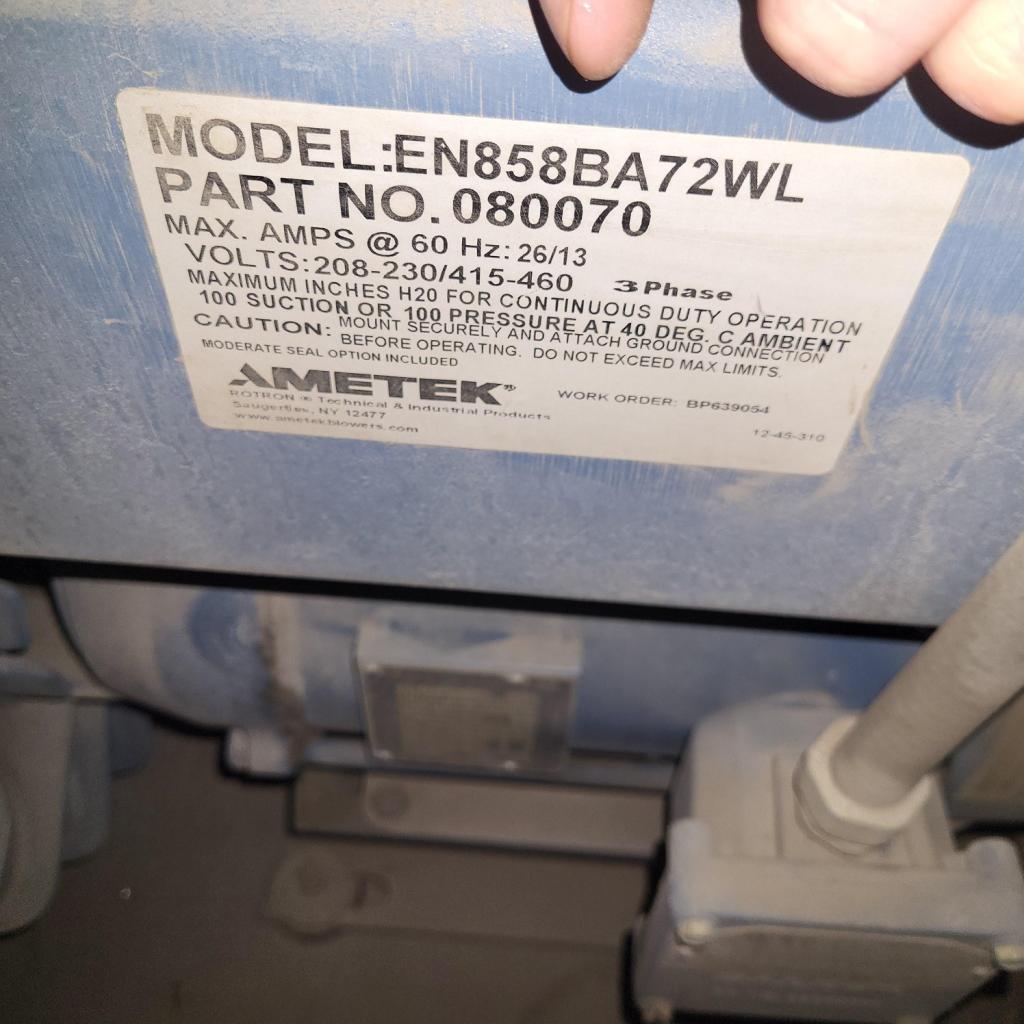 MODEL:EN858BA72WL
PART NO. 080070
MAX. AMPS @ 60 Hz: 26/13
VOLTS:208-230/415-460 3 Phase
MAXIMUM INCHES H20 FOR CONTINUOUS DUTY OPERATION
100 SUCTION OR 100 PRESSURE AT 40 DEG. C AMBIENT
CAUTION: MOUNT SECURELY AND ATTACH GROUND CONNECTION
BEFORE OPERATING. DO NOT EXCEED MAX LIMITS.
MODERATE SEAL OPTION INCLUDED
AMETEK®
WORK ORDER: BP639054
ROTRON ® Technical & Industrial Products
Saugerties, NY 12477
www.ametekblowers.com
12-45-310